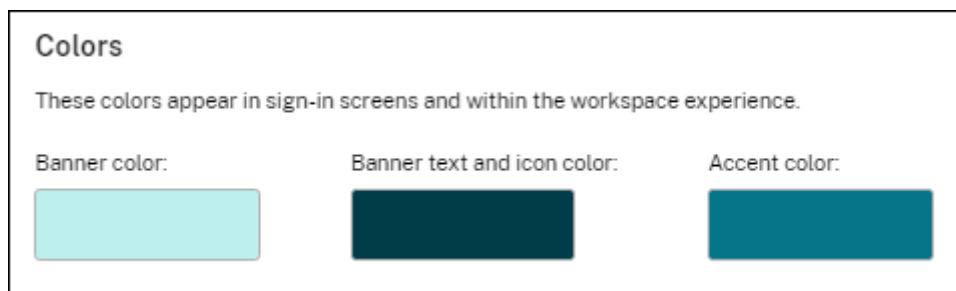 Colors
These colors appear in sign-in screens and within the workspace experience.
Banner color: Banner text and icon color: Accent color: